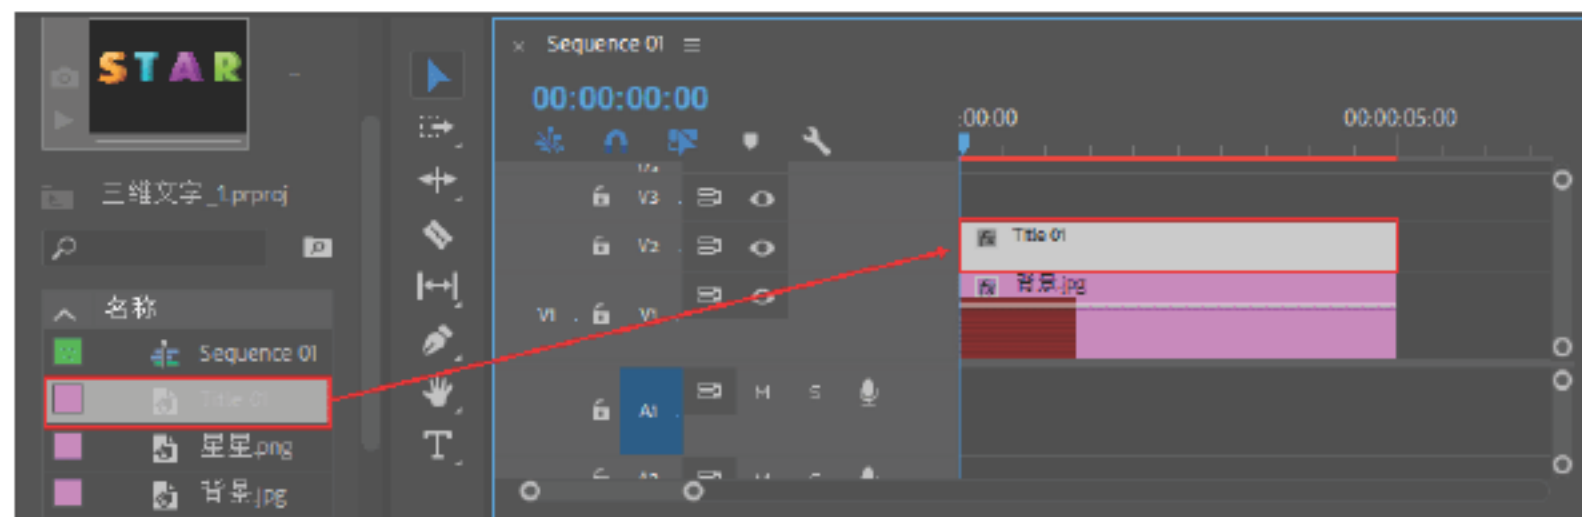 STAR
三维文字_1.prproj
名称
Sequence 01
Title 01
星星.png
背景.jpg
× Sequence 01
00:00:00:00
:00:00 00:00:05:00
V3
V2
V1 V1
A1 M S
Title 01
背景.jpg